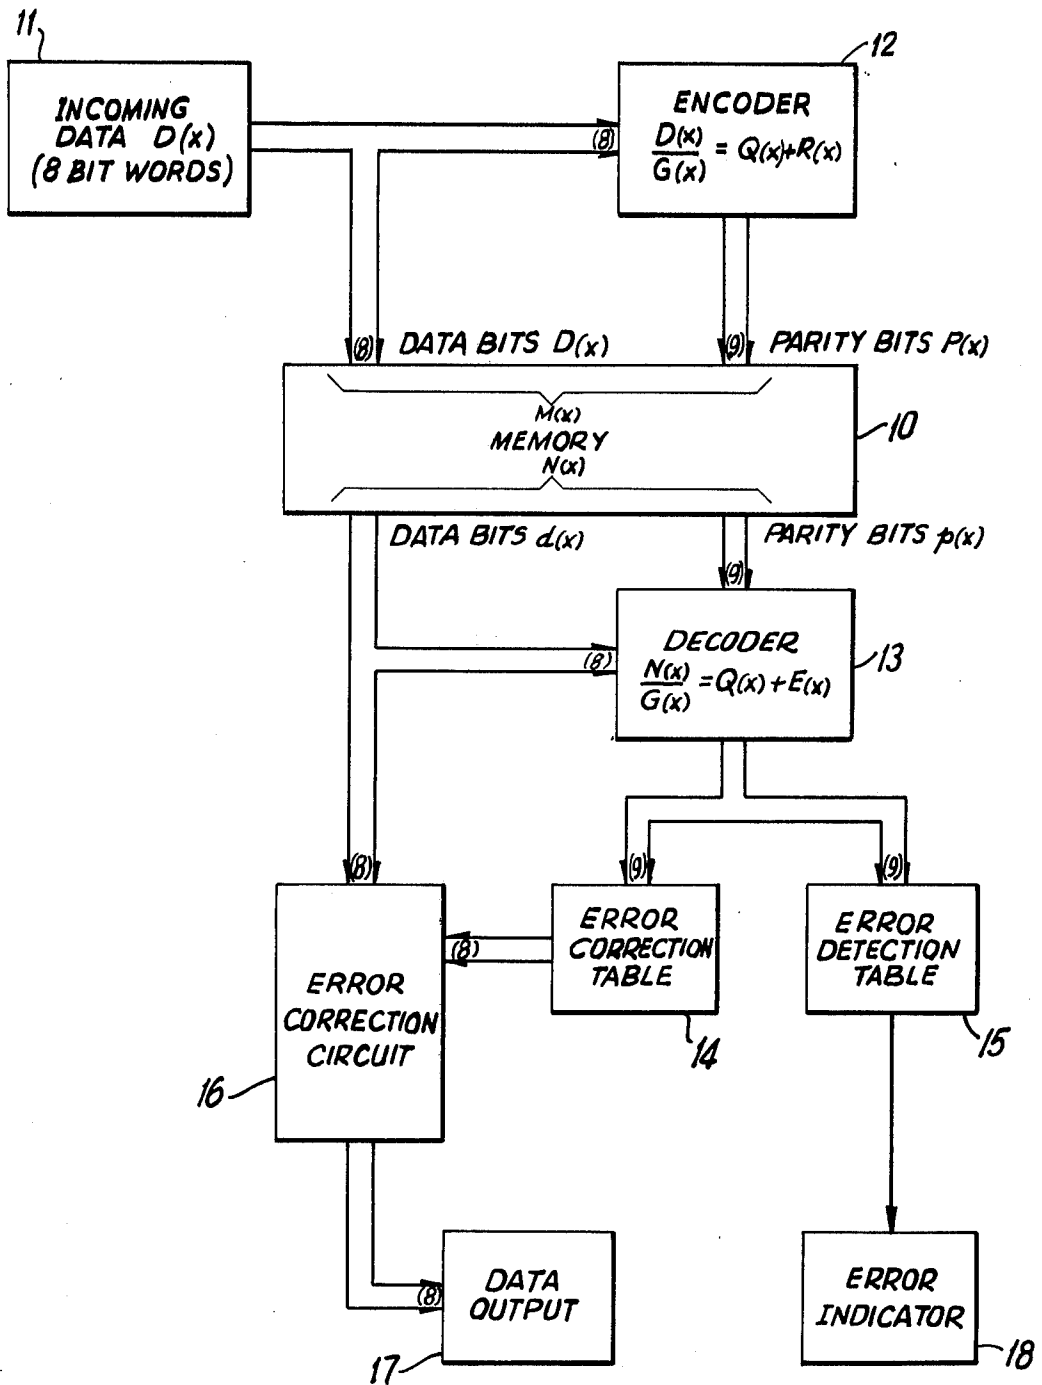 11
INCOMING
DATA D(x)
(8 BIT WORDS)
12
ENCODER
D(x)/G(x) = Q(x)+R(x)
(8)
(8)
DATA BITS D(x)
(9)
PARITY BITS P(x)
M(x)
MEMORY
N(x)
10
DATA BITS d(x)
PARITY BITS p(x)
(9)
DECODER
N(x)/G(x) = Q(x)+E(x)
13
(8)
(8)
(9)
(9)
ERROR
CORRECTION
CIRCUIT
16
(8)
ERROR
CORRECTION
TABLE
14
ERROR
DETECTION
TABLE
15
(8)
DATA
OUTPUT
17
ERROR
INDICATOR
18